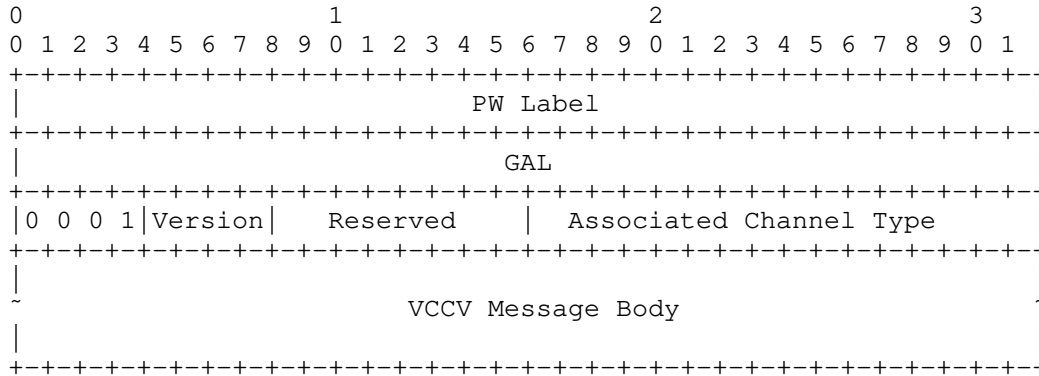 0                   1                   2                   3
0 1 2 3 4 5 6 7 8 9 0 1 2 3 4 5 6 7 8 9 0 1 2 3 4 5 6 7 8 9 0 1
+-+-+-+-+-+-+-+-+-+-+-+-+-+-+-+-+-+-+-+-+-+-+-+-+-+-+-+-+-+-+-+--
|                            PW Label
+-+-+-+-+-+-+-+-+-+-+-+-+-+-+-+-+-+-+-+-+-+-+-+-+-+-+-+-+-+-+-+--
|                              GAL
+-+-+-+-+-+-+-+-+-+-+-+-+-+-+-+-+-+-+-+-+-+-+-+-+-+-+-+-+-+-+-+--
|0 0 0 1|Version|   Reserved    |  Associated Channel Type
+-+-+-+-+-+-+-+-+-+-+-+-+-+-+-+-+-+-+-+-+-+-+-+-+-+-+-+-+-+-+-+--
|
~                        VCCV Message Body                      ~
|
+-+-+-+-+-+-+-+-+-+-+-+-+-+-+-+-+-+-+-+-+-+-+-+-+-+-+-+-+-+-+-+--